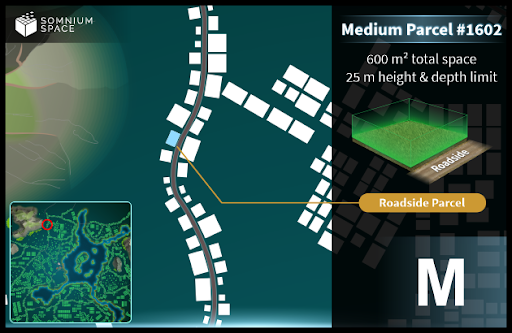 SOMNIUM
SPACE
Medium Parcel #1602
600 m² total space
25 m height & depth limit
Roadside
Roadside Parcel
M